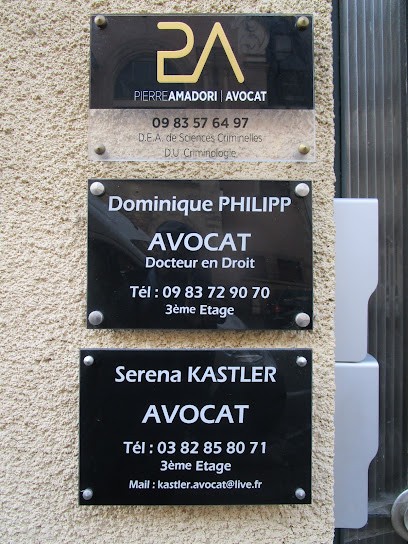 PA
PIERREAMADORI | AVOCAT
09 83 57 64 97
D.E.A. de Sciences Criminelles
D.U. Criminologie
Dominique PHILIPP
AVOCAT
Docteur en Droit
Tél : 09 83 72 90 70
3ème Etage
Serena KASTLER
AVOCAT
Tél : 03 82 85 80 71
3ème Etage
Mail : kastler.avocat@live.fr